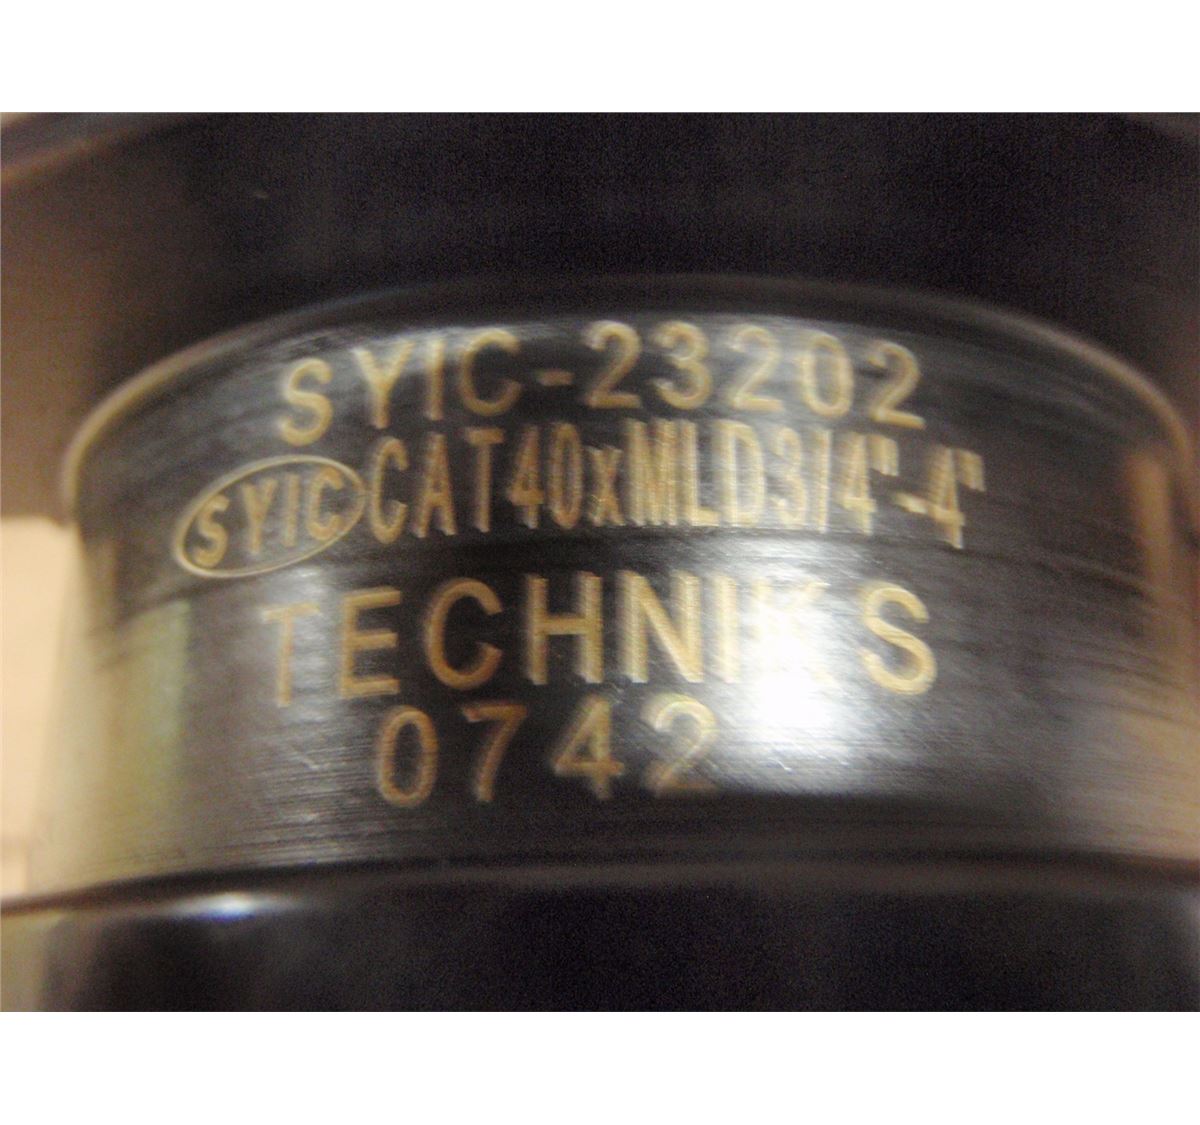 SYIC-23202
SYIC CAT40xMLD3/4"-4"
TECHNIKS
0742